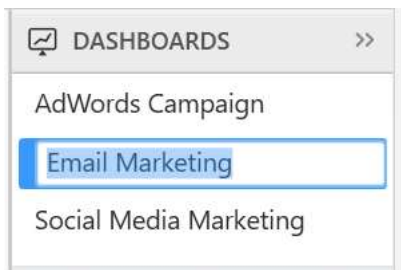 DASHBOARDS >>
AdWords Campaign
Email Marketing
Social Media Marketing